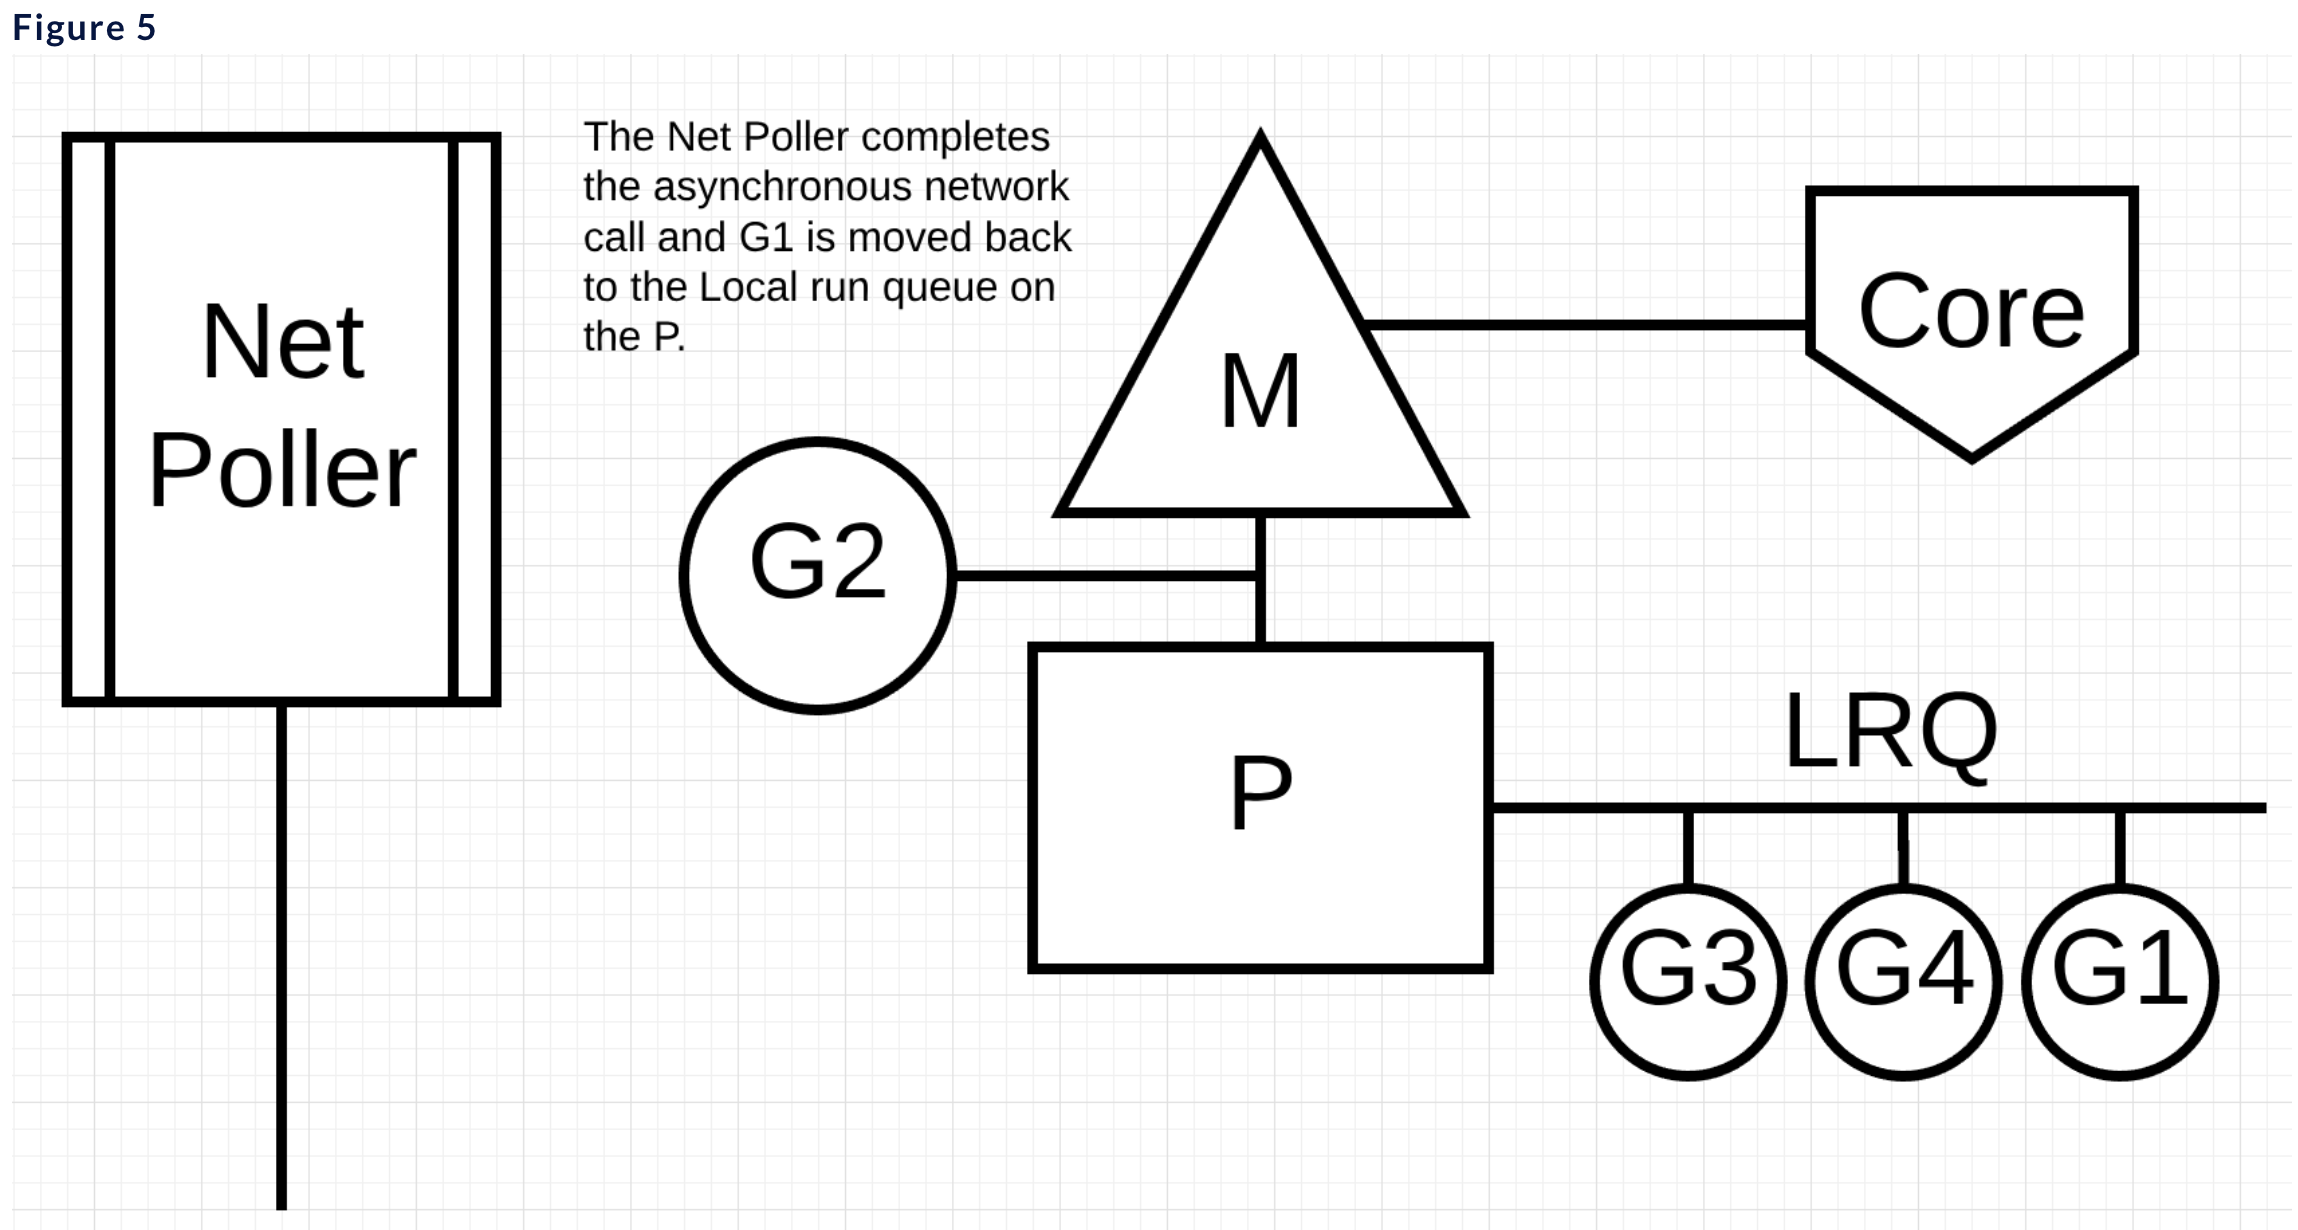 Figure 5
The Net Poller completes
the asynchronous network
call and G1 is moved back
to the Local run queue on
the P.
Net
Poller
M
Core
G2
P
LRQ
G3
G4
G1